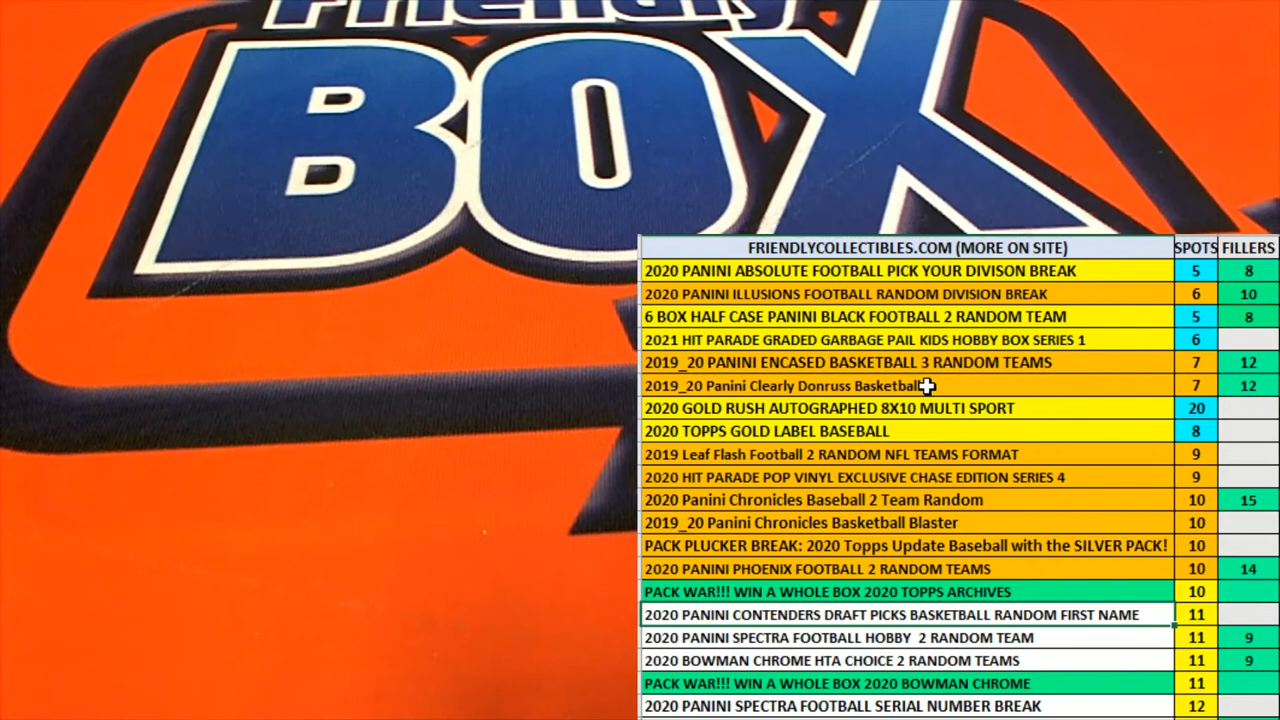 Friendly
BOX
FRIENDLYCOLLECTIBLES.COM (MORE ON SITE) SPOTS FILLERS
2020 PANINI ABSOLUTE FOOTBALL PICK YOUR DIVISON BREAK 5 8
2020 PANINI ILLUSIONS FOOTBALL RANDOM DIVISION BREAK 6 10
6 BOX HALF CASE PANINI BLACK FOOTBALL 2 RANDOM TEAM 5 8
2021 HIT PARADE GRADED GARBAGE PAIL KIDS HOBBY BOX SERIES 1 6
2019_20 PANINI ENCASED BASKETBALL 3 RANDOM TEAMS 7 12
2019_20 Panini Clearly Donruss Basketball 7 12
2020 GOLD RUSH AUTOGRAPHED 8X10 MULTI SPORT 20
2020 TOPPS GOLD LABEL BASEBALL 8
2019 Leaf Flash Football 2 RANDOM NFL TEAMS FORMAT 9
2020 HIT PARADE POP VINYL EXCLUSIVE CHASE EDITION SERIES 4 9
2020 Panini Chronicles Baseball 2 Team Random 10 15
2019_20 Panini Chronicles Basketball Blaster 10
PACK PLUCKER BREAK: 2020 Topps Update Baseball with the SILVER PACK! 10
2020 PANINI PHOENIX FOOTBALL 2 RANDOM TEAMS 10 14
PACK WAR!!! WIN A WHOLE BOX 2020 TOPPS ARCHIVES 10
2020 PANINI CONTENDERS DRAFT PICKS BASKETBALL RANDOM FIRST NAME 11
2020 PANINI SPECTRA FOOTBALL HOBBY 2 RANDOM TEAM 11 9
2020 BOWMAN CHROME HTA CHOICE 2 RANDOM TEAMS 11 9
PACK WAR!!! WIN A WHOLE BOX 2020 BOWMAN CHROME 11
2020 PANINI SPECTRA FOOTBALL SERIAL NUMBER BREAK 12